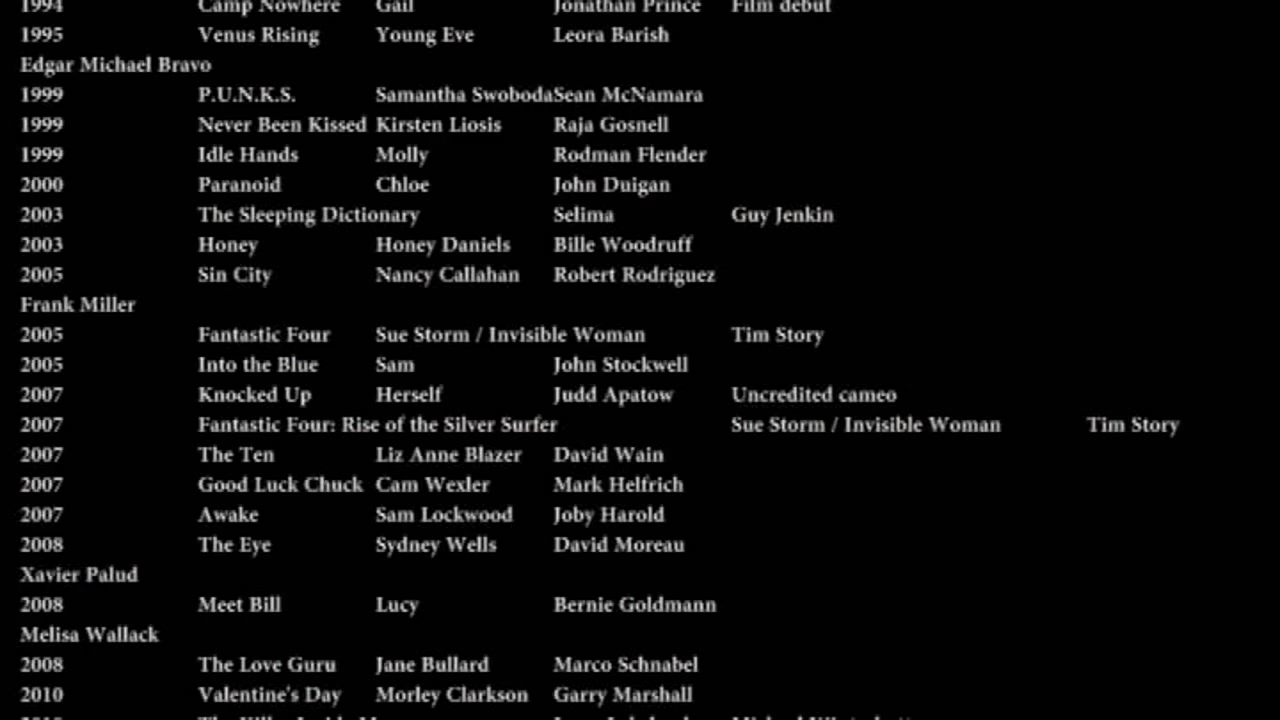 1994 Camp Nowhere Gail Jonathan Prince Film debut
1995 Venus Rising Young Eve Leora Barish
Edgar Michael Bravo
1999 P.U.N.K.S. Samantha Swoboda Sean McNamara
1999 Never Been Kissed Kirsten Liosis Raja Gosnell
1999 Idle Hands Molly Rodman Flender
2000 Paranoid Chloe John Duigan
2003 The Sleeping Dictionary Selima Guy Jenkin
2003 Honey Honey Daniels Bille Woodruff
2005 Sin City Nancy Callahan Robert Rodriguez
Frank Miller
2005 Fantastic Four Sue Storm / Invisible Woman Tim Story
2005 Into the Blue Sam John Stockwell
2007 Knocked Up Herself Judd Apatow Uncredited cameo
2007 Fantastic Four: Rise of the Silver Surfer Sue Storm / Invisible Woman Tim Story
2007 The Ten Liz Anne Blazer David Wain
2007 Good Luck Chuck Cam Wexler Mark Helfrich
2007 Awake Sam Lockwood Joby Harold
2008 The Eye Sydney Wells David Moreau
Xavier Palud
2008 Meet Bill Lucy Bernie Goldmann
Melisa Wallack
2008 The Love Guru Jane Bullard Marco Schnabel
2010 Valentine's Day Morley Clarkson Garry Marshall